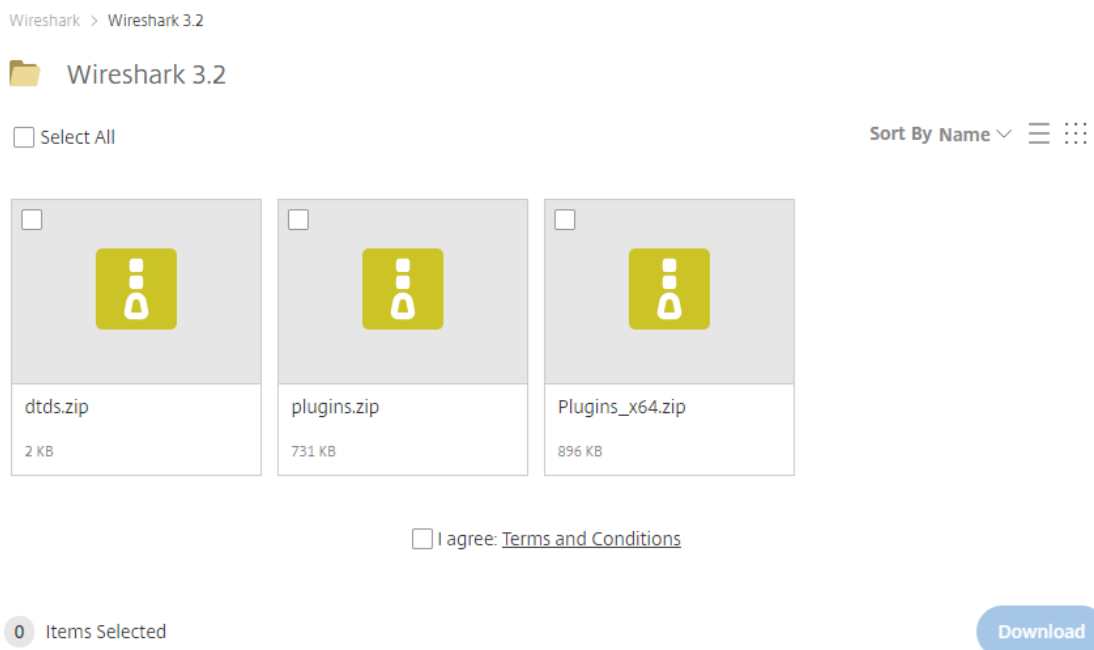 Wireshark > Wireshark 3.2
Wireshark 3.2
Select All
Sort By Name
dtds.zip
2 KB
plugins.zip
731 KB
Plugins_x64.zip
896 KB
I agree: Terms and Conditions
0 Items Selected
Download